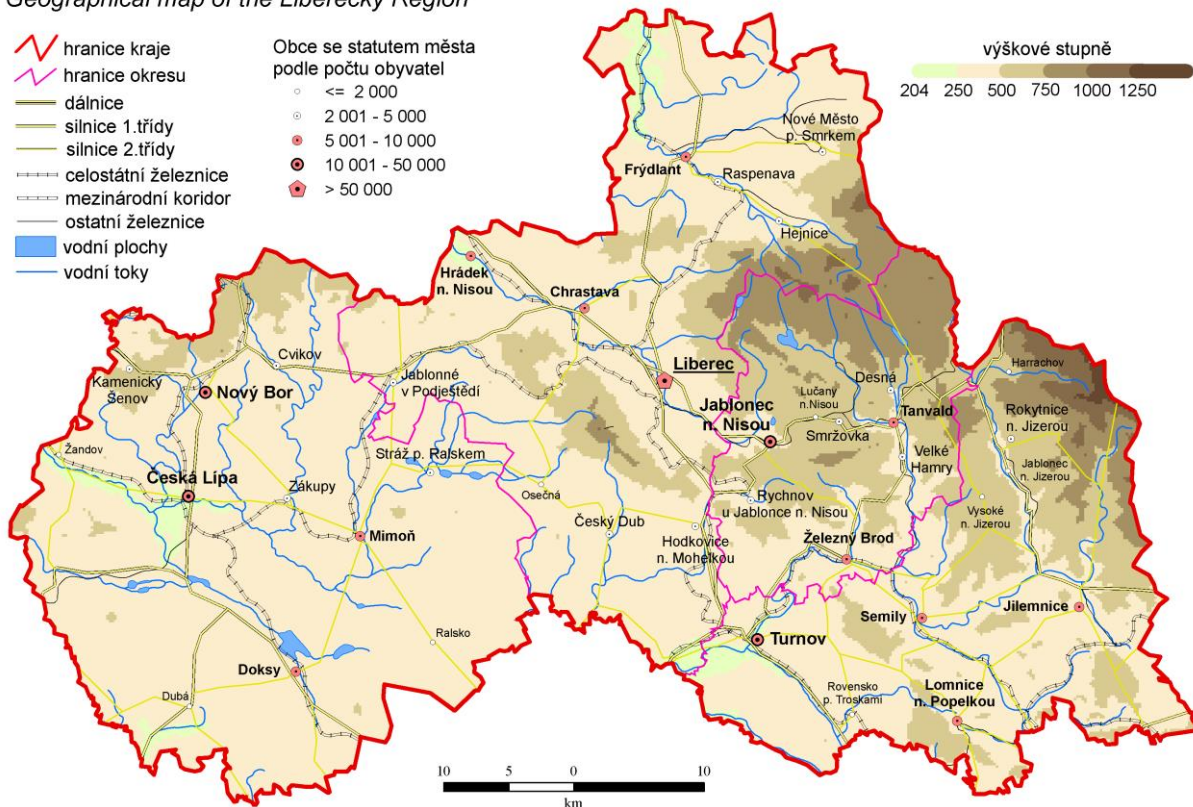 Geographical map of the Liberecky Region
hranice kraje
hranice okresu
dálnice
silnice 1.třídy
silnice 2.třídy
celostátní železnice
mezinárodní koridor
ostatní železnice
vodní plochy
vodní toky
Obce se statutem města
podle počtu obyvatel
<= 2 000
2 001 - 5 000
5 001 - 10 000
10 001 - 50 000
> 50 000
výškové stupně
204 250 500 750 1000 1250
Nové Město
p. Smrkem
Frýdlant
Raspenava
Hejnice
Hrádek
n. Nisou
Chrastava
Cvikov
Kamenický
Šenov
Nový Bor
Jablonné
v Podještědí
Liberec
Desná
Lučany
n.Nisou
Harrachov
Jablonec
n. Nisou
Tanvald
Smržovka
Rokytnice
n. Jizerou
Žandov
Stráž p. Ralskem
Velké
Hamry
Jablonec
n. Jizerou
Česká Lípa
Zákupy
Osečná
Rychnov
u Jablonce n. Nisou
Vysoké
n. Jizerou
Mimoň
Český Dub
Hodkovice
n. Mohelkou
Železný Brod
Semily
Jilemnice
Ralsko
Turnov
Doksy
Dubá
Rovensko
p. Troskami
Lomnice
n. Popelkou
10 5 0 10
km